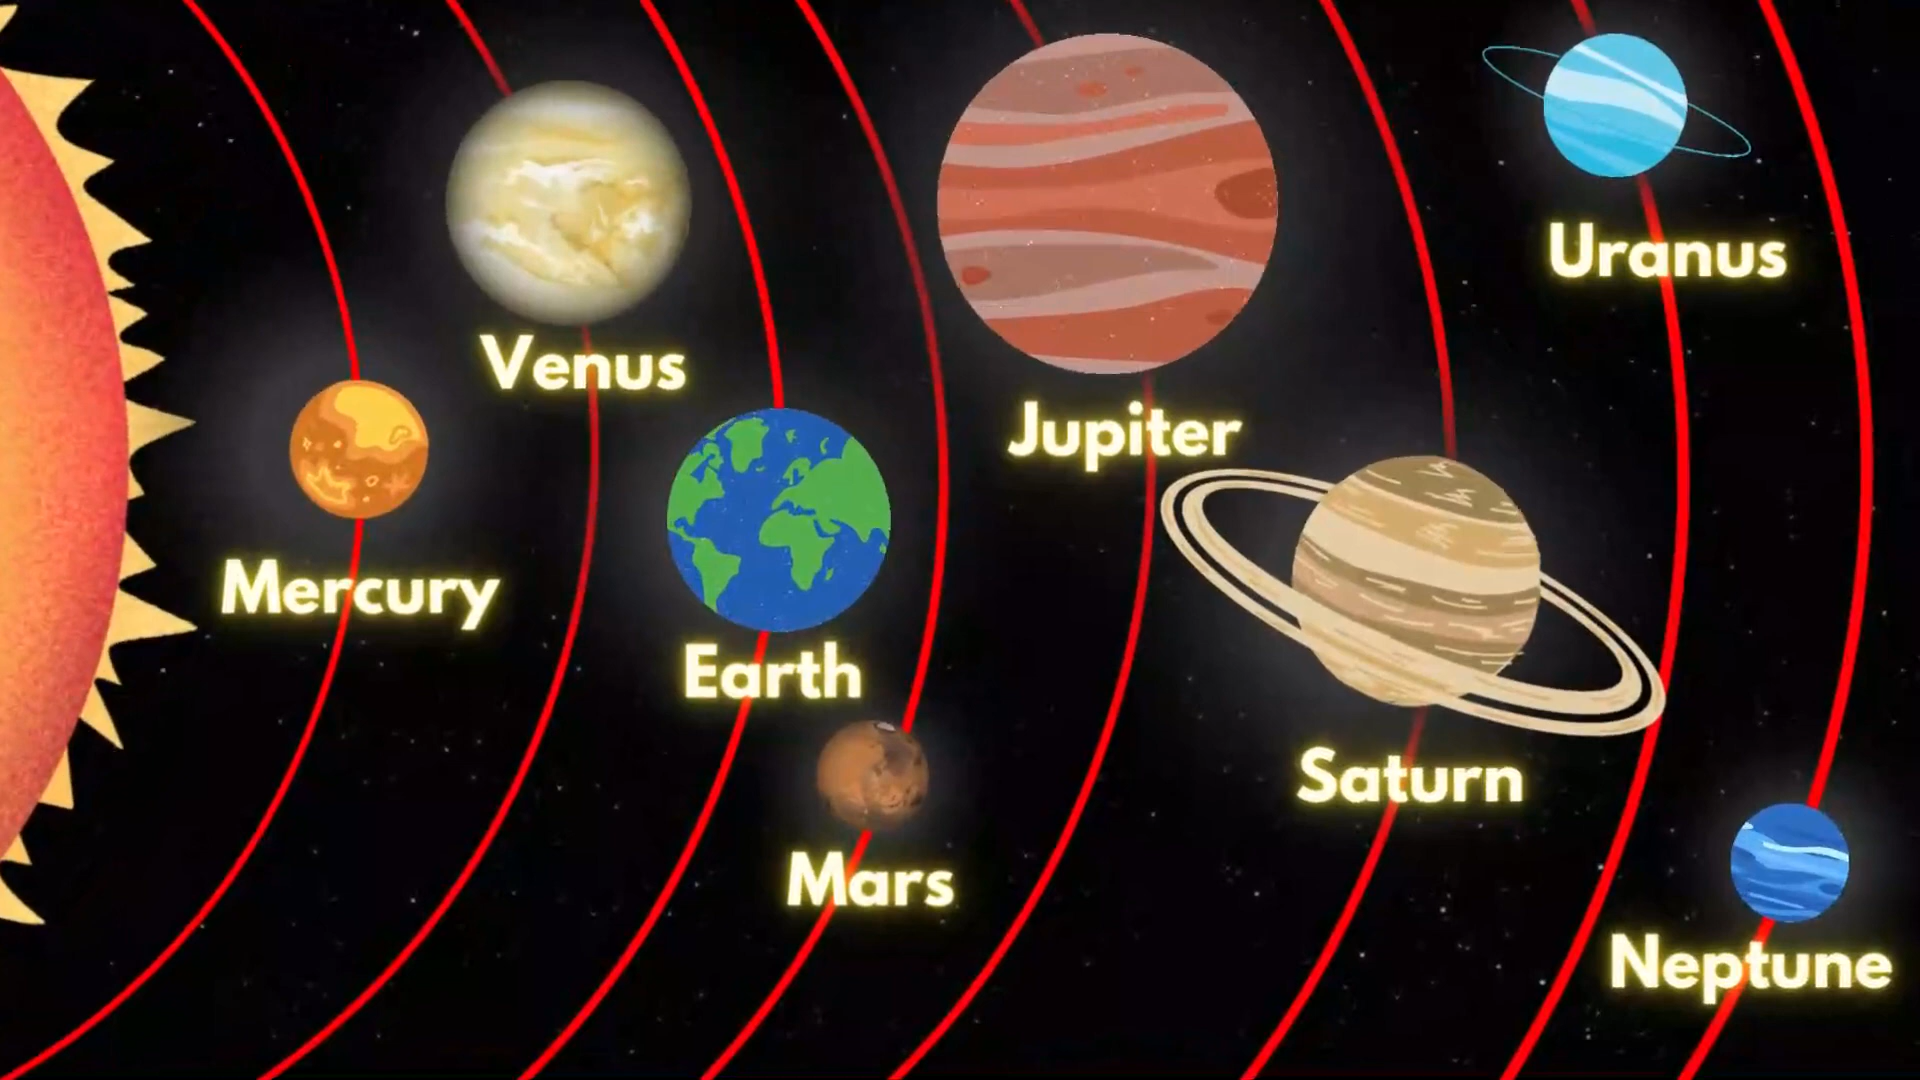 Mercury
Venus
Earth
Mars
Jupiter
Saturn
Uranus
Neptune